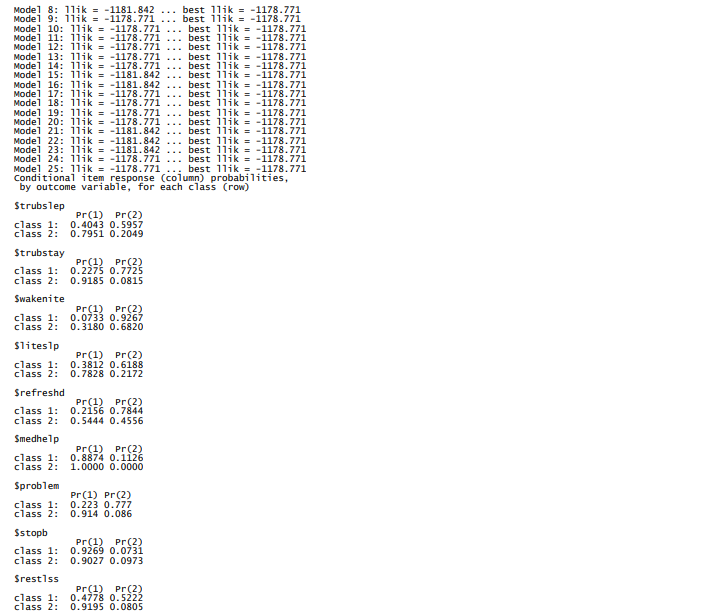 Model 8: llik = -1181.842 ... best llik = -1178.771
Model 9: llik = -1178.771 ... best llik = -1178.771
Model 10: llik = -1178.771 ... best llik = -1178.771
Model 11: llik = -1178.771 ... best llik = -1178.771
Model 12: llik = -1178.771 ... best llik = -1178.771
Model 13: llik = -1178.771 ... best llik = -1178.771
Model 14: llik = -1178.771 ... best llik = -1178.771
Model 15: llik = -1181.842 ... best llik = -1178.771
Model 16: llik = -1181.842 ... best llik = -1178.771
Model 17: llik = -1178.771 ... best llik = -1178.771
Model 18: llik = -1178.771 ... best llik = -1178.771
Model 19: llik = -1178.771 ... best llik = -1178.771
Model 20: llik = -1178.771 ... best llik = -1178.771
Model 21: llik = -1181.842 ... best llik = -1178.771
Model 22: llik = -1181.842 ... best llik = -1178.771
Model 23: llik = -1181.842 ... best llik = -1178.771
Model 24: llik = -1178.771 ... best llik = -1178.771
Model 25: llik = -1178.771 ... best llik = -1178.771
Conditional item response (column) probabilities,
by outcome variable, for each class (row)
$trubslep
Pr(1) Pr(2)
class 1: 0.4043 0.5957
class 2: 0.7951 0.2049
$trubstay
Pr(1) Pr(2)
class 1: 0.2275 0.7725
class 2: 0.9185 0.0815
$wakenite
Pr(1) Pr(2)
class 1: 0.0733 0.9267
class 2: 0.3180 0.6820
$liteslp
Pr(1) Pr(2)
class 1: 0.3812 0.6188
class 2: 0.7828 0.2172
$refreshd
Pr(1) Pr(2)
class 1: 0.2156 0.7844
class 2: 0.5444 0.4556
$medhelp
Pr(1) Pr(2)
class 1: 0.8874 0.1126
class 2: 1.0000 0.0000
$problem
Pr(1) Pr(2)
class 1: 0.223 0.777
class 2: 0.914 0.086
$stopb
Pr(1) Pr(2)
class 1: 0.9269 0.0731
class 2: 0.9027 0.0973
$restlss
Pr(1) Pr(2)
class 1: 0.4778 0.5222
class 2: 0.9195 0.0805